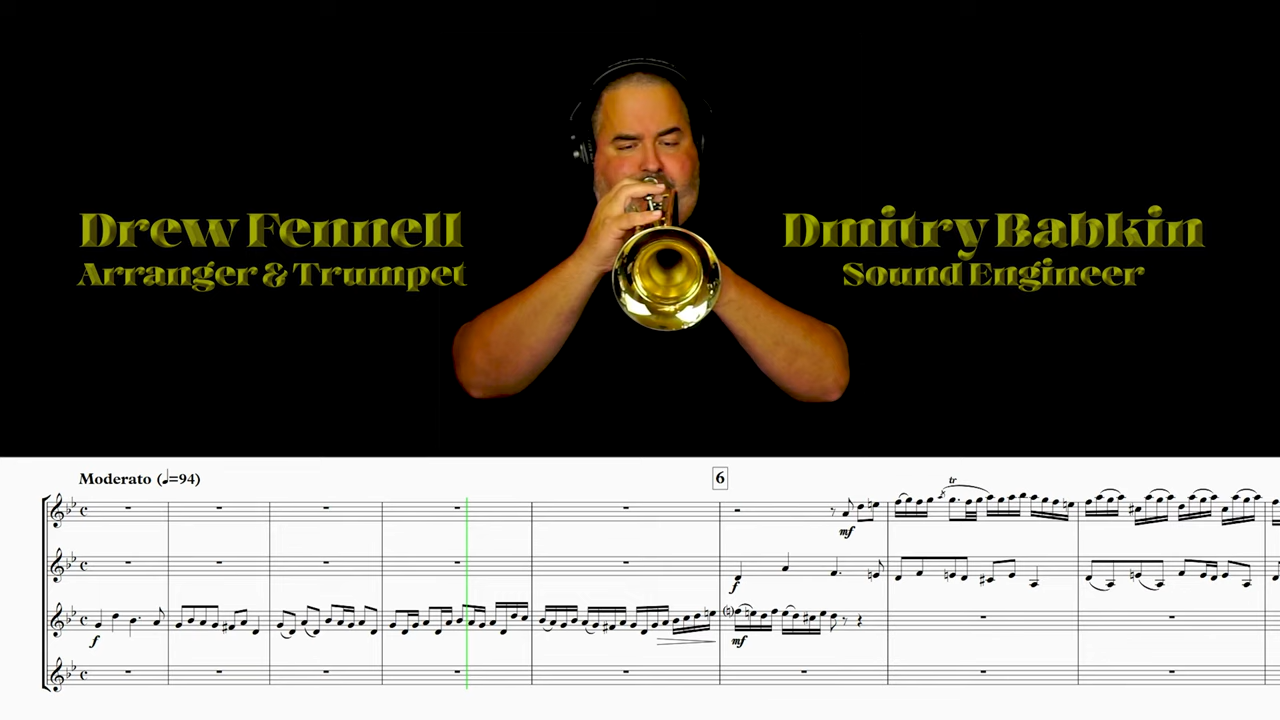 Drew Fennell
Arranger & Trumpet
Dmitry Babkin
Sound Engineer
Moderato (♩=94)
6
tr
mf
f
f
mf